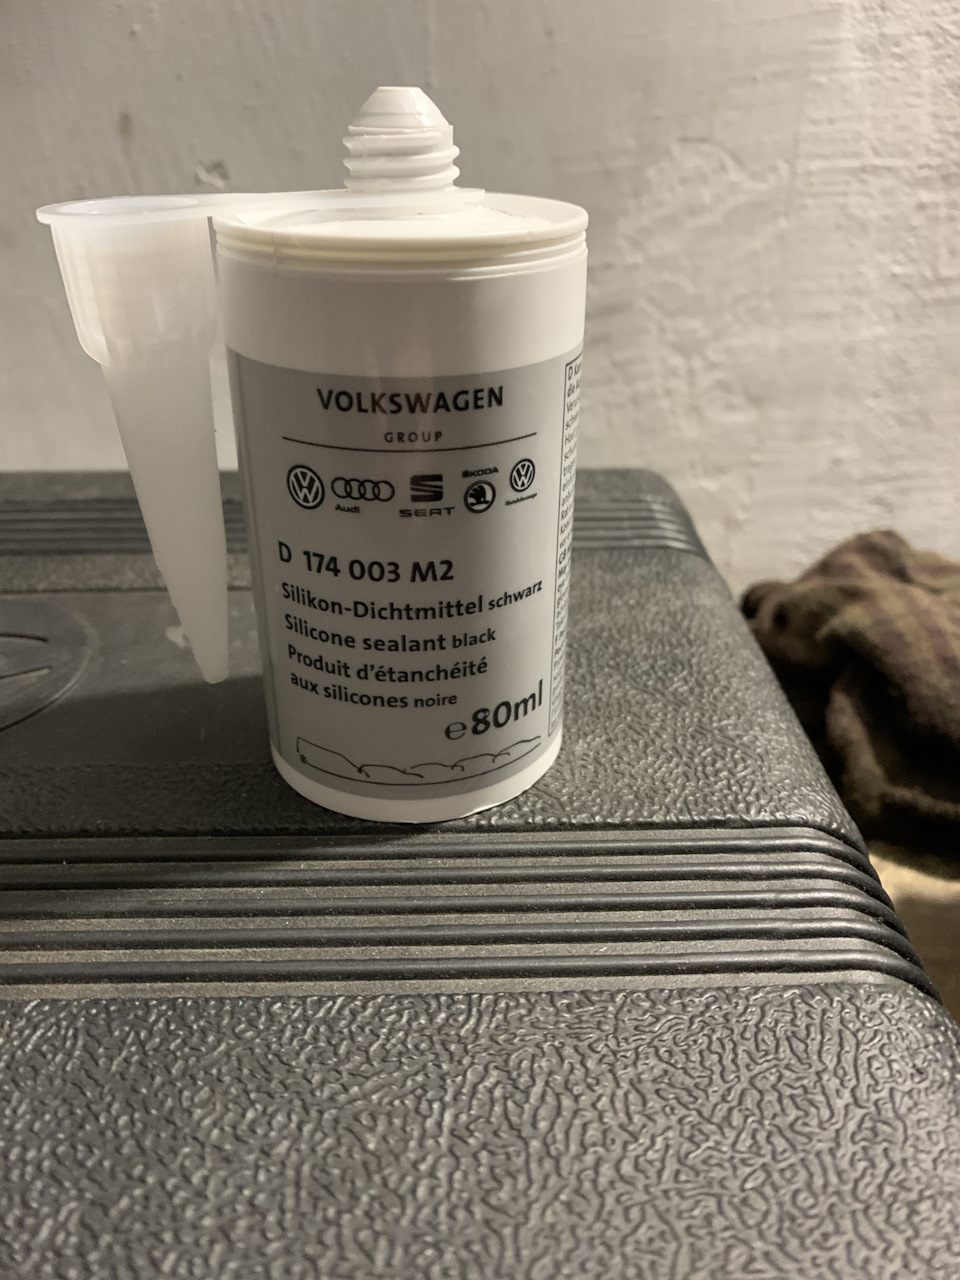 VOLKSWAGEN
GROUP
Audi
SEAT
ŠKODA
D 174 003 M2
Silikon-Dichtmittel schwarz
Silicone sealant black
Produit d'étanchéité
aux silicones noire
e 80ml